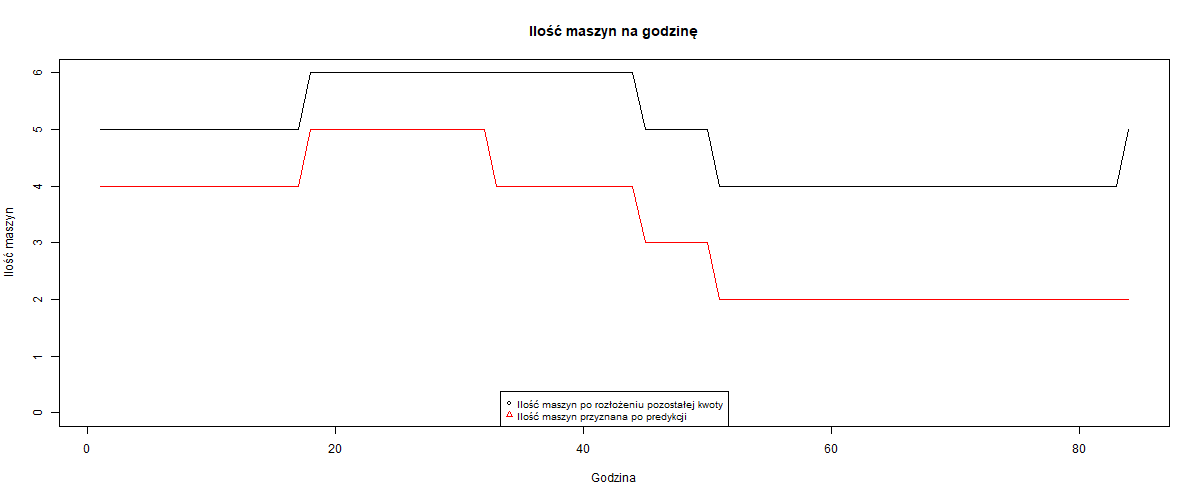 Ilość maszyn na godzinę
Ilość maszyn
6
5
4
3
2
1
0
Ilość maszyn po rozłożeniu pozostałej kwoty
Ilość maszyn przyznana po predykcji
0 20 40 60 80
Godzina